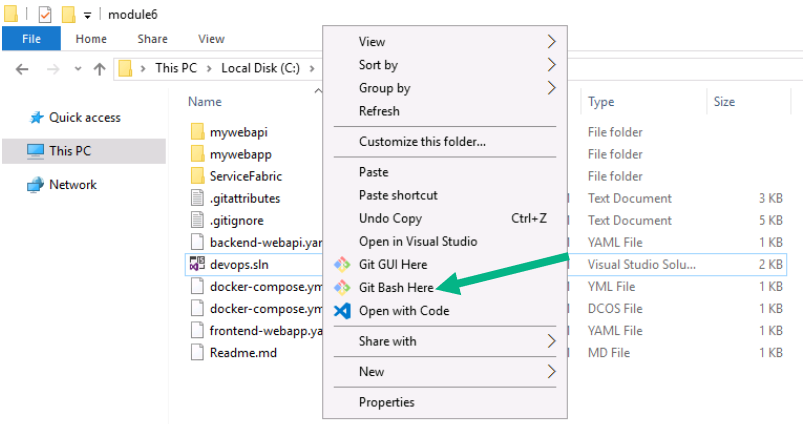 module6
File Home Share View
This PC > Local Disk (C:) >
Quick access
This PC
Network
Name Type Size
mywebapi File folder
mywebapp File folder
ServiceFabric File folder
.gitattributes Text Document 3 KB
.gitignore Text Document 5 KB
backend-webapi.yar YAML File 1 KB
devops.sln Visual Studio Solu... 2 KB
docker-compose.ym YML File 1 KB
docker-compose.ym DCOS File 1 KB
frontend-webapp.ya YAML File 1 KB
Readme.md MD File 1 KB
View
Sort by
Group by
Refresh
Customize this folder...
Paste
Paste shortcut
Undo Copy Ctrl+Z
Open in Visual Studio
Git GUI Here
Git Bash Here
Open with Code
Share with
New
Properties